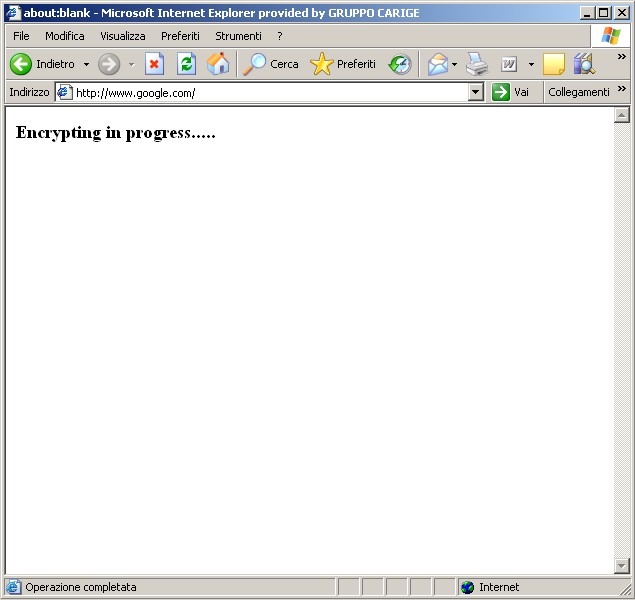 about:blank - Microsoft Internet Explorer provided by GRUPPO CARIGE
File Modifica Visualizza Preferiti Strumenti ?
Indietro Cerca Preferiti W »
Indirizzo http://www.google.com/ Vai Collegamenti »
Encrypting in progress.....
Operazione completata Internet